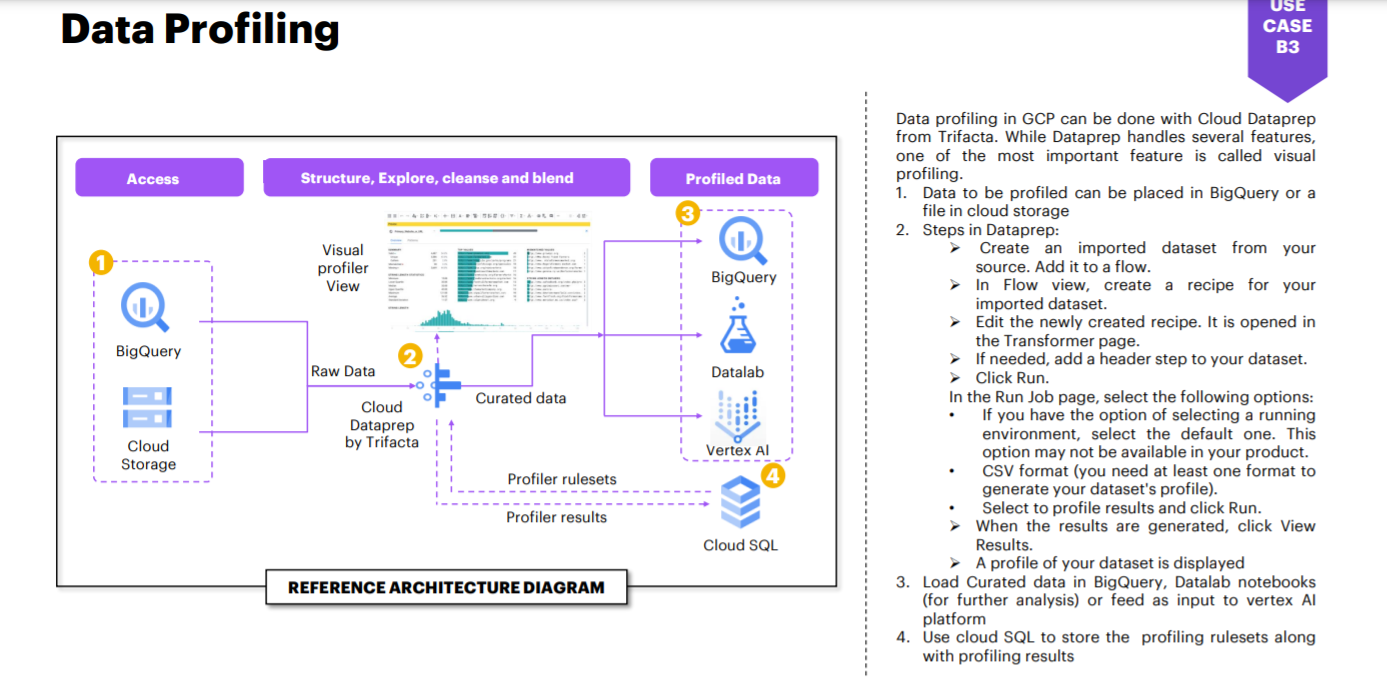 Data Profiling
USE
CASE
B3
Access
Structure, Explore, cleanse and blend
Profiled Data
1
BigQuery
Cloud
Storage
Visual
profiler
View
Raw Data
2
Cloud
Dataprep
by Trifacta
Curated data
3
BigQuery
Datalab
Vertex AI
Profiler rulesets
Profiler results
4
Cloud SQL
REFERENCE ARCHITECTURE DIAGRAM
Data profiling in GCP can be done with Cloud Dataprep
from Trifacta. While Dataprep handles several features,
one of the most important feature is called visual
profiling.
1. Data to be profiled can be placed in BigQuery or a
file in cloud storage
2. Steps in Dataprep:
➢ Create an imported dataset from your
source. Add it to a flow.
➢ In Flow view, create a recipe for your
imported dataset.
➢ Edit the newly created recipe. It is opened in
the Transformer page.
➢ If needed, add a header step to your dataset.
➢ Click Run.
In the Run Job page, select the following options:
• If you have the option of selecting a running
environment, select the default one. This
option may not be available in your product.
• CSV format (you need at least one format to
generate your dataset's profile).
• Select to profile results and click Run.
➢ When the results are generated, click View
Results.
➢ A profile of your dataset is displayed
3. Load Curated data in BigQuery, Datalab notebooks
(for further analysis) or feed as input to vertex AI
platform
4. Use cloud SQL to store the profiling rulesets along
with profiling results